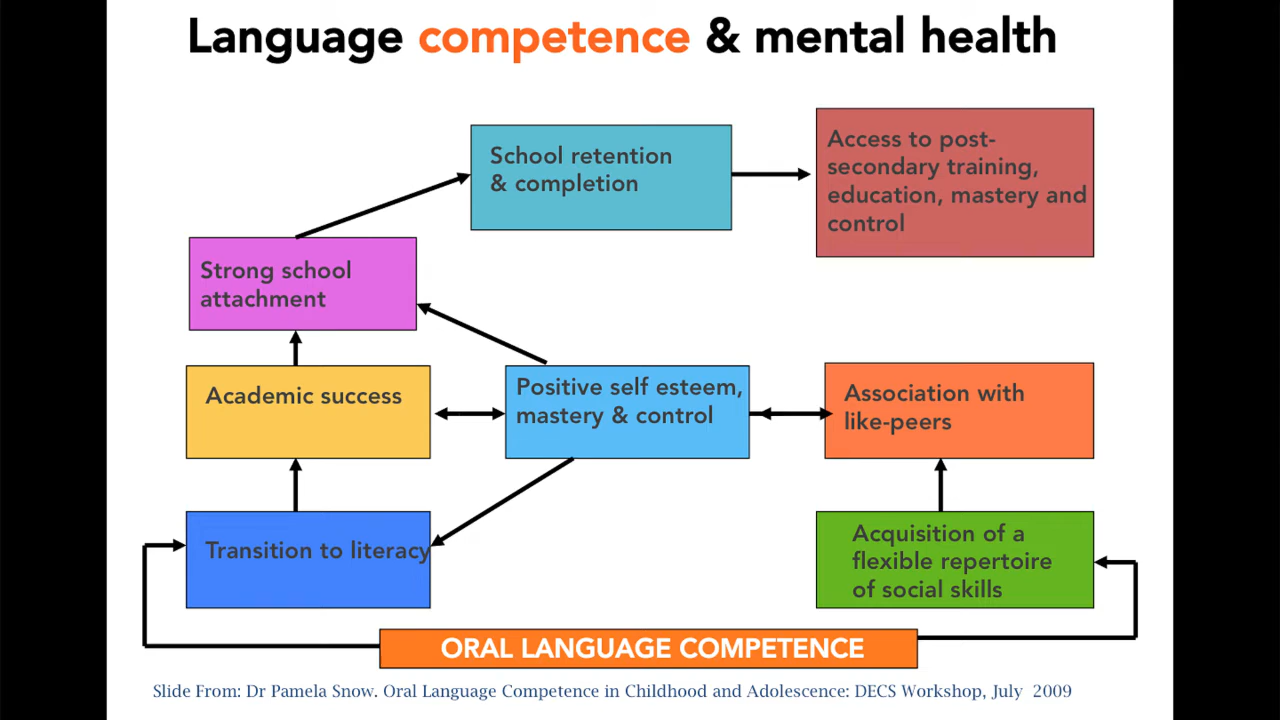 Language competence & mental health
School retention
& completion
Access to post-
secondary training,
education, mastery and
control
Strong school
attachment
Academic success
Positive self esteem,
mastery & control
Association with
like-peers
Transition to literacy
Acquisition of a
flexible repertoire
of social skills
ORAL LANGUAGE COMPETENCE
Slide From: Dr Pamela Snow. Oral Language Competence in Childhood and Adolescence: DECS Workshop, July 2009